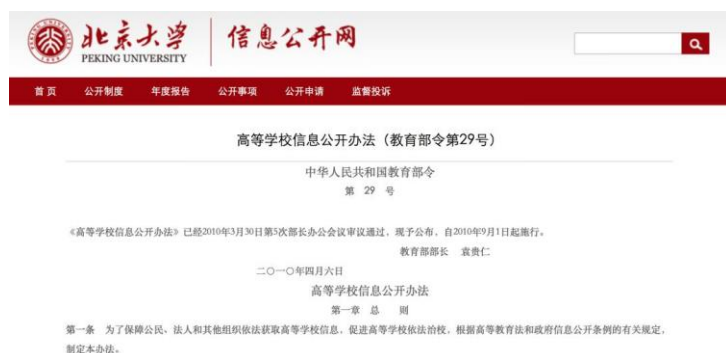 北京大学 信息公开网
PEKING UNIVERSITY
首页 公开制度 年度报告 公开事项 公开申请 监督投诉
高等学校信息公开办法（教育部令第29号）
中华人民共和国教育部令
第 29 号
《高等学校信息公开办法》已经2010年3月30日第5次部长办公会议审议通过，现予公布，自2010年9月1日起施行。
教育部部长 袁贵仁
二○一○年四月六日
高等学校信息公开办法
第一章 总 则
第一条 为了保障公民、法人和其他组织依法获取高等学校信息，促进高等学校依法治校，根据高等教育法和政府信息公开条例的有关规定，
制定本办法。